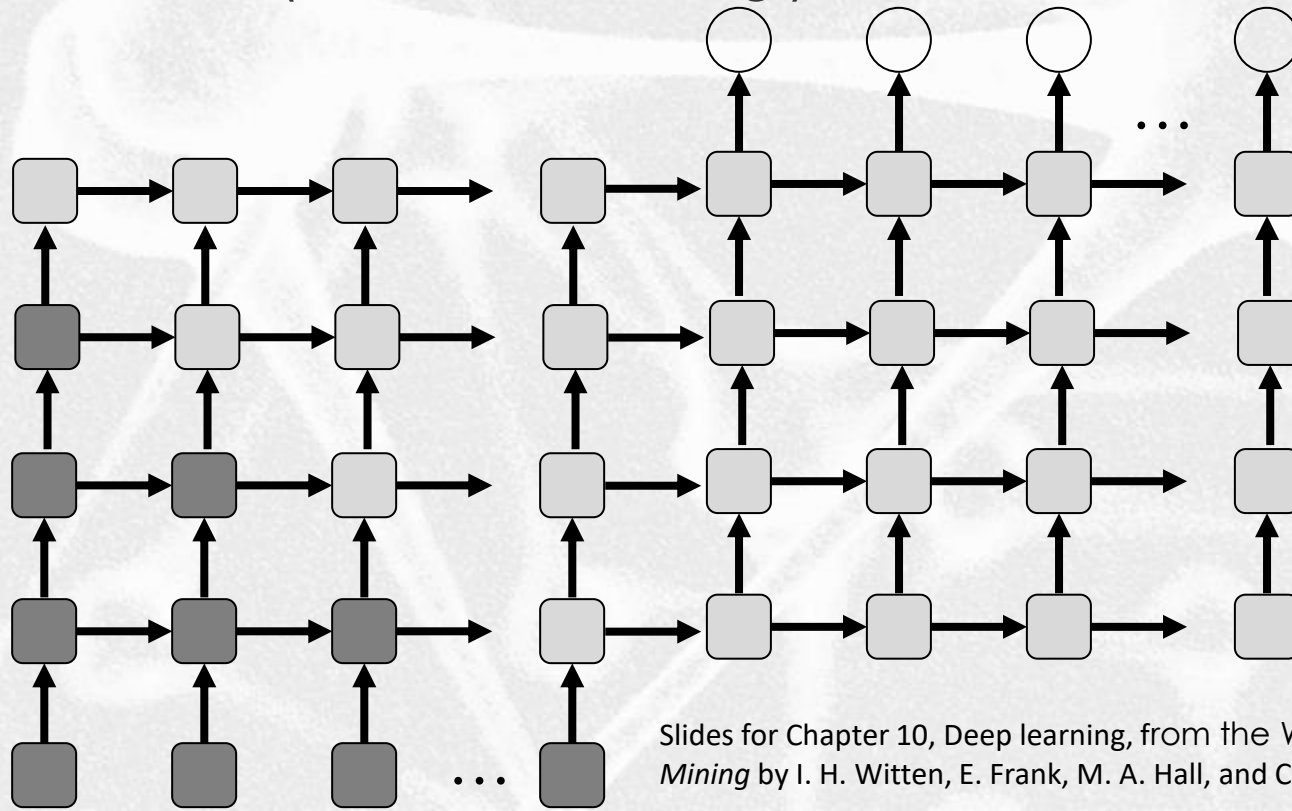 . . .
. . .
Slides for Chapter 10, Deep learning, from the
Mining by I. H. Witten, E. Frank, M. A. Hall, and